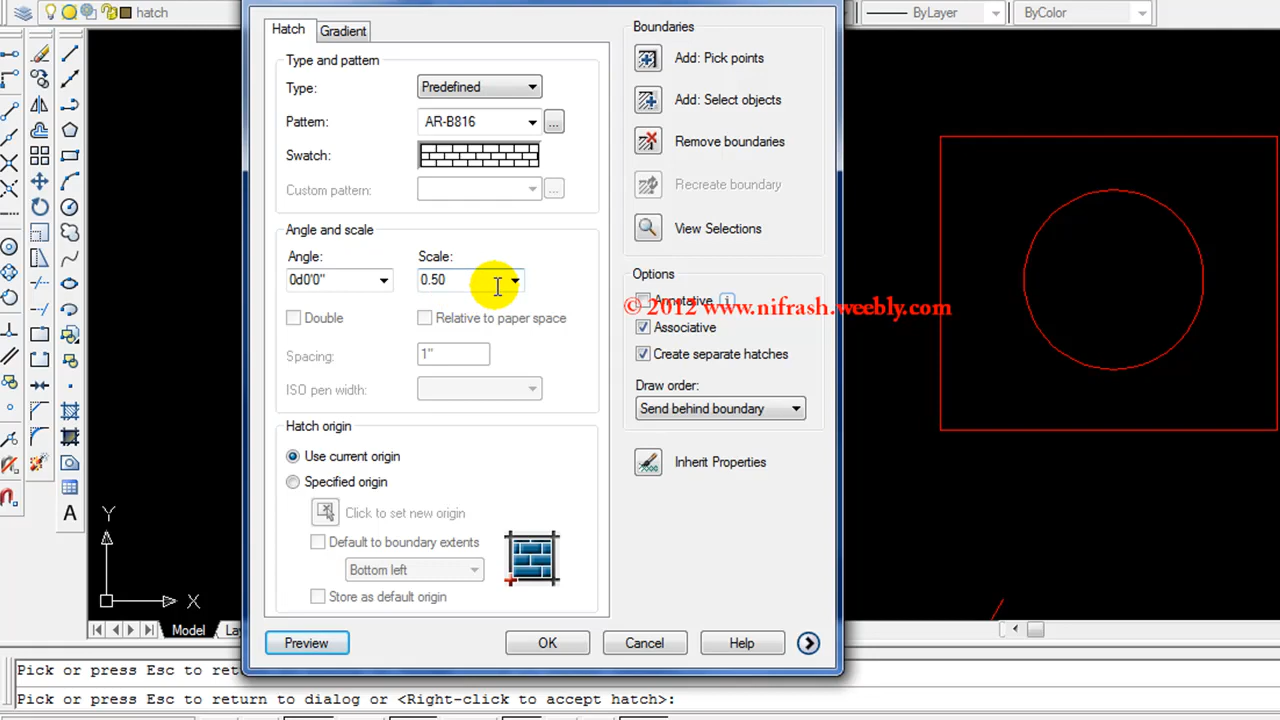 hatch
ByLayer
ByColor
Hatch
Gradient
Type and pattern
Type:
Predefined
Pattern:
AR-B816
...
Swatch:
Custom pattern:
...
Angle and scale
Angle:
Scale:
0d0'0"
0.50
Double
Relative to paper space
Spacing:
1"
ISO pen width:
Hatch origin
Use current origin
Specified origin
Click to set new origin
Default to boundary extents
Bottom left
Store as default origin
Boundaries
Add: Pick points
Add: Select objects
Remove boundaries
Recreate boundary
View Selections
Options
Annotative
© 2012 www.nifrash.weebly.com
Associative
Create separate hatches
Draw order:
Send behind boundary
Inherit Properties
Preview
OK
Cancel
Help
Y
X
A
Model
Pick or press Esc to
Pick or press Esc to return to dialog or <Right-click to accept hatch>: